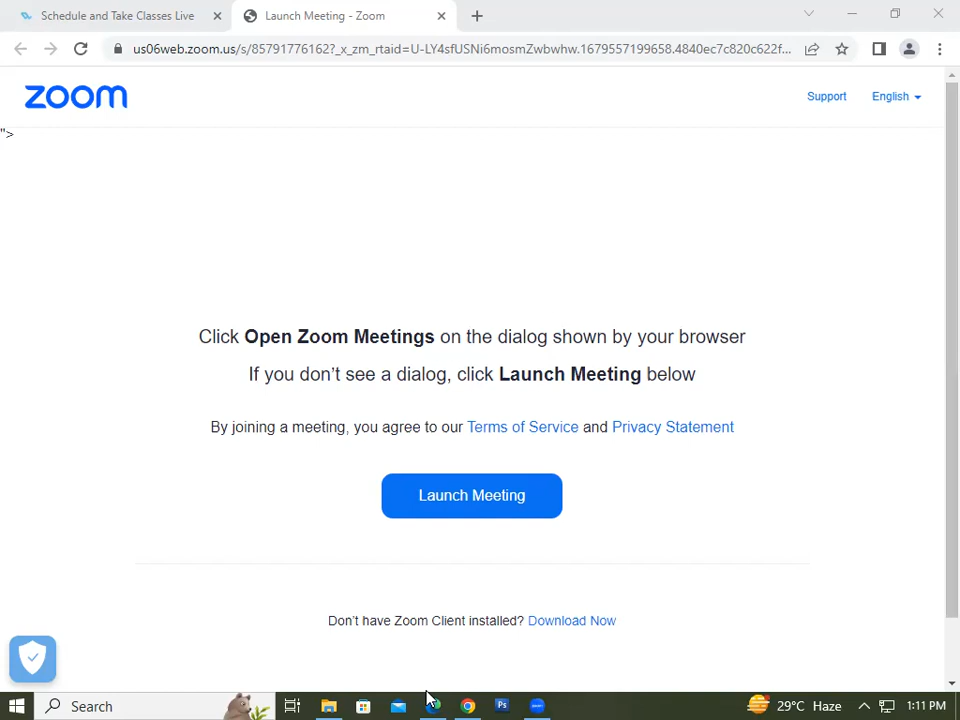 Schedule and Take Classes Live
Launch Meeting - Zoom
us06web.zoom.us/s/85791776162?_x_zm_rtaid=U-LY4sfUSNi6mosmZwbwhw.1679557199658.4840ec7c820c622f...
zoom
Support
English
">
Click Open Zoom Meetings on the dialog shown by your browser
If you don’t see a dialog, click Launch Meeting below
By joining a meeting, you agree to our Terms of Service and Privacy Statement
Launch Meeting
Don’t have Zoom Client installed? Download Now
Search
Ps
zoom
29°C Haze
1:11 PM